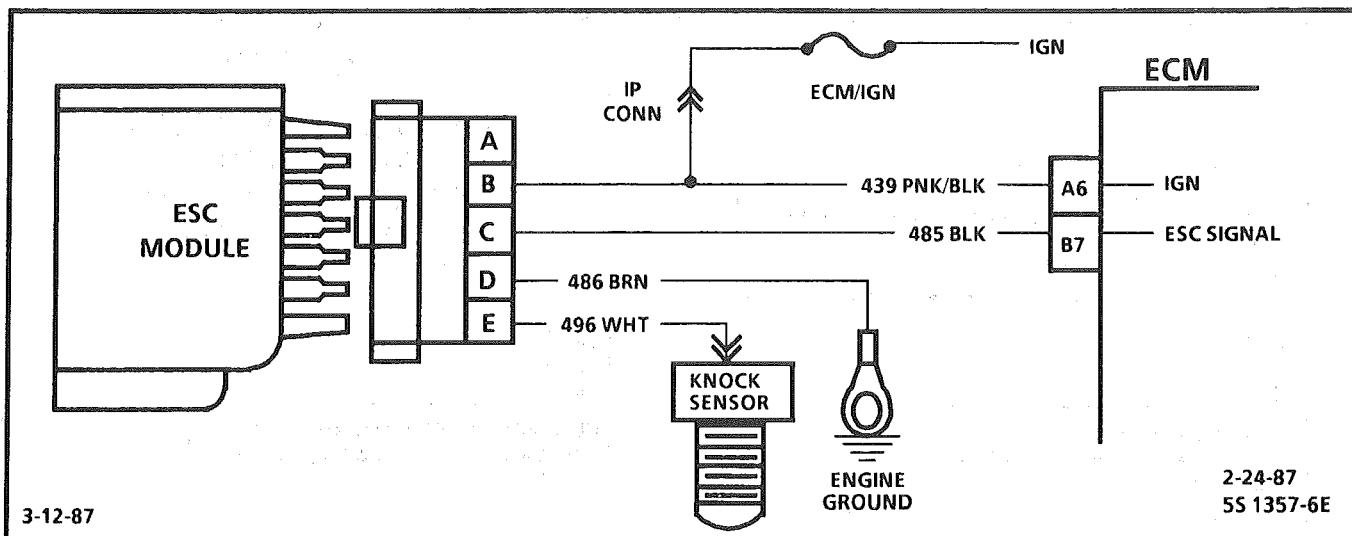 IGN
ECM
IP
CONN
ECM/IGN
ESC
MODULE
A
B
C
D
E
439 PNK/BLK
A6
IGN
485 BLK
B7
ESC SIGNAL
486 BRN
496 WHT
KNOCK
SENSOR
ENGINE
GROUND
3-12-87
2-24-87
5S 1357-6E